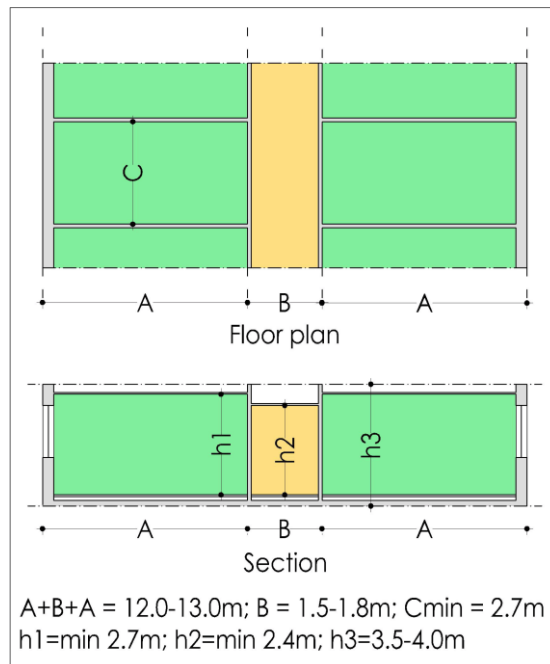 C
A B A
Floor plan
h1 h2 h3
A B A
Section
A+B+A = 12.0-13.0m; B = 1.5-1.8m; Cmin = 2.7m
h1=min 2.7m; h2=min 2.4m; h3=3.5-4.0m